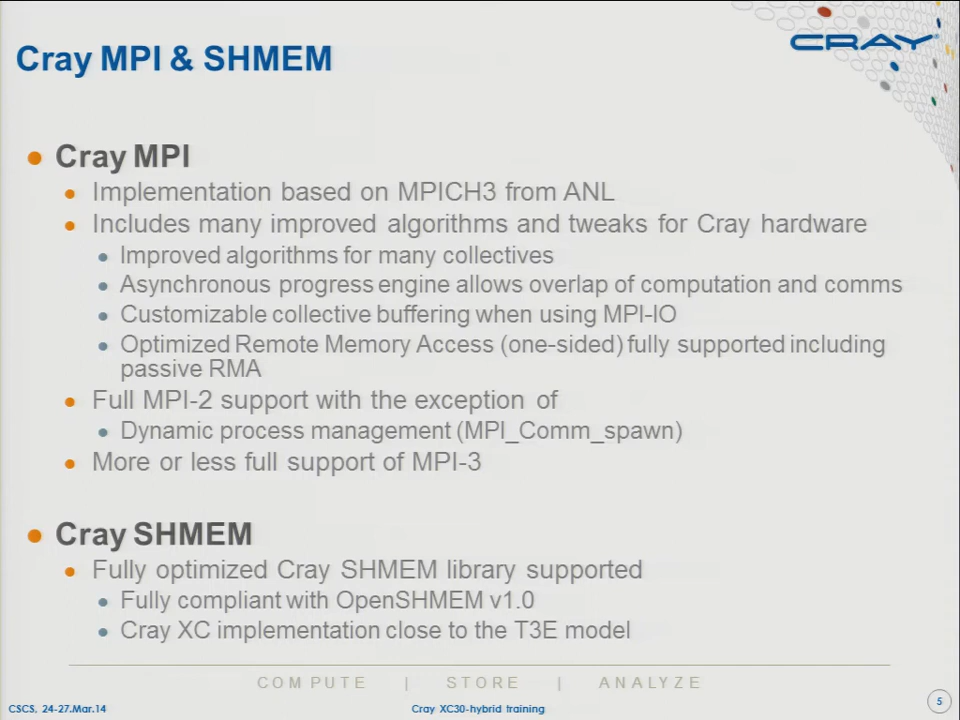 CRAY
Cray MPI & SHMEM
Cray MPI
Implementation based on MPICH3 from ANL
Includes many improved algorithms and tweaks for Cray hardware
Improved algorithms for many collectives
Asynchronous progress engine allows overlap of computation and comms
Customizable collective buffering when using MPI-IO
Optimized Remote Memory Access (one-sided) fully supported including
passive RMA
Full MPI-2 support with the exception of
Dynamic process management (MPI_Comm_spawn)
More or less full support of MPI-3
Cray SHMEM
Fully optimized Cray SHMEM library supported
Fully compliant with OpenSHMEM v1.0
Cray XC implementation close to the T3E model
COMPUTE | STORE | ANALYZE
CSCS, 24-27.Mar.14
Cray XC30-hybrid training
5